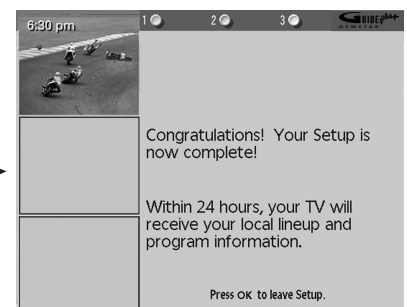 6:30 pm 1 2 3 GUIDE Plus+
GEMSTAR
Congratulations! Your Setup is
now complete!
Within 24 hours, your TV will
receive your local lineup and
program information.
Press OK to leave Setup.